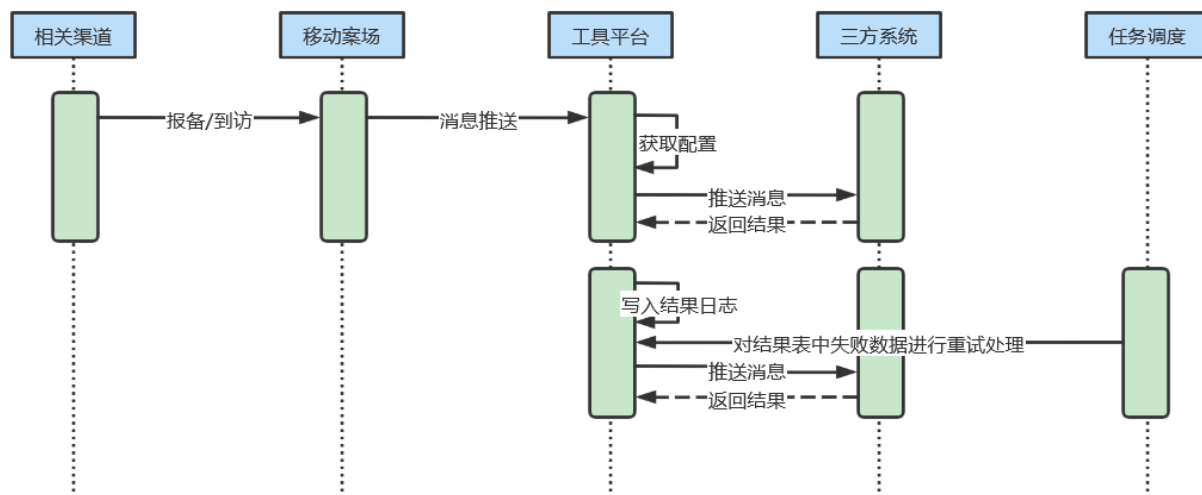 相关渠道
移动案场
工具平台
三方系统
任务调度
报备/到访
消息推送
获取配置
推送消息
返回结果
写入结果日志
对结果表中失败数据进行重试处理
推送消息
返回结果